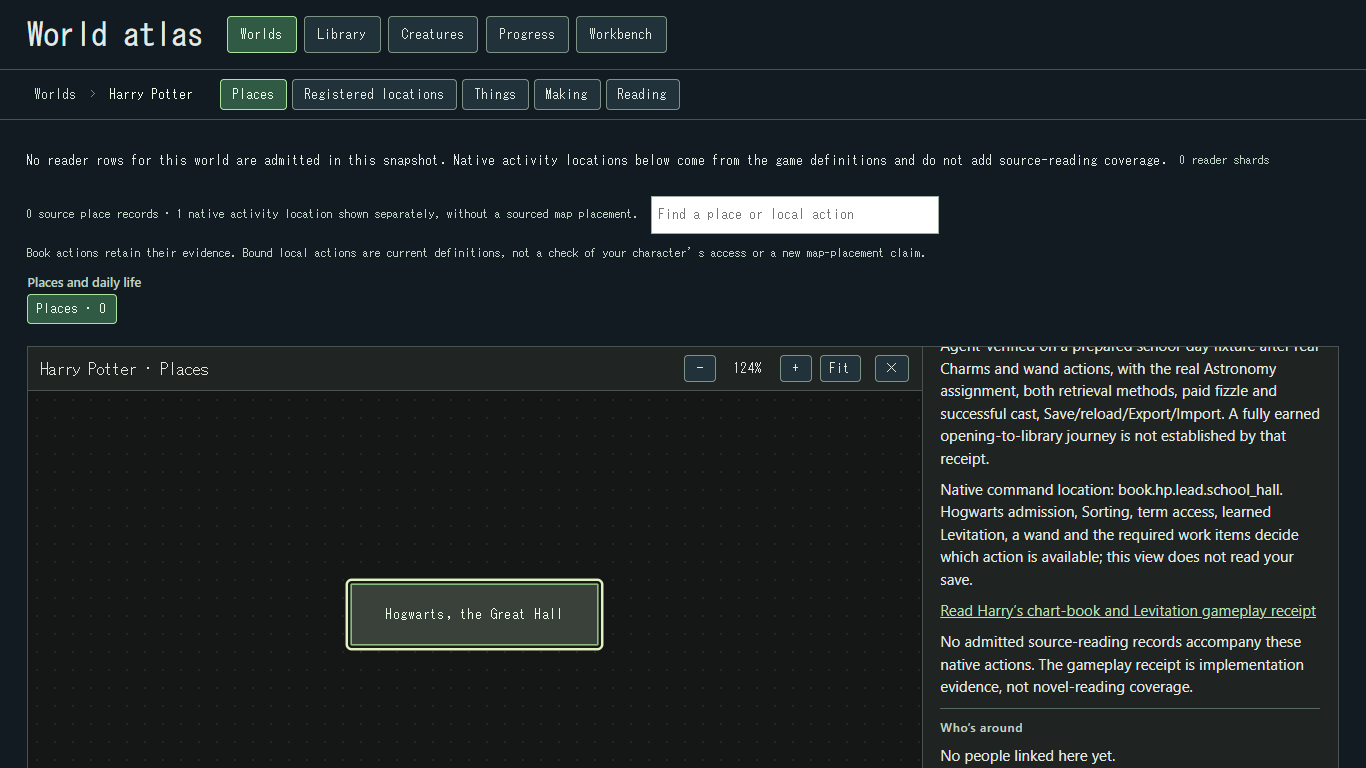 World atlas
Worlds
Library
Creatures
Progress
Workbench
Worlds > Harry Potter
Places
Registered locations
Things
Making
Reading
No reader rows for this world are admitted in this snapshot. Native activity locations below come from the game definitions and do not add source-reading coverage. 0 reader shards
0 source place records · 1 native activity location shown separately, without a sourced map placement.
Find a place or local action
Book actions retain their evidence. Bound local actions are current definitions, not a check of your character's access or a new map-placement claim.
Places and daily life
Places · 0
Harry Potter · Places
- 124% + Fit ×
Hogwarts, the Great Hall
Agent-verified on a prepared school-day fixture after real
Charms and wand actions, with the real Astronomy
assignment, both retrieval methods, paid fizzle and
successful cast, Save/reload/Export/Import. A fully earned
opening-to-library journey is not established by that
receipt.
Native command location: book.hp.lead.school_hall.
Hogwarts admission, Sorting, term access, learned
Levitation, a wand and the required work items decide
which action is available; this view does not read your
save.
Read Harry's chart-book and Levitation gameplay receipt
No admitted source-reading records accompany these
native actions. The gameplay receipt is implementation
evidence, not novel-reading coverage.
Who's around
No people linked here yet.